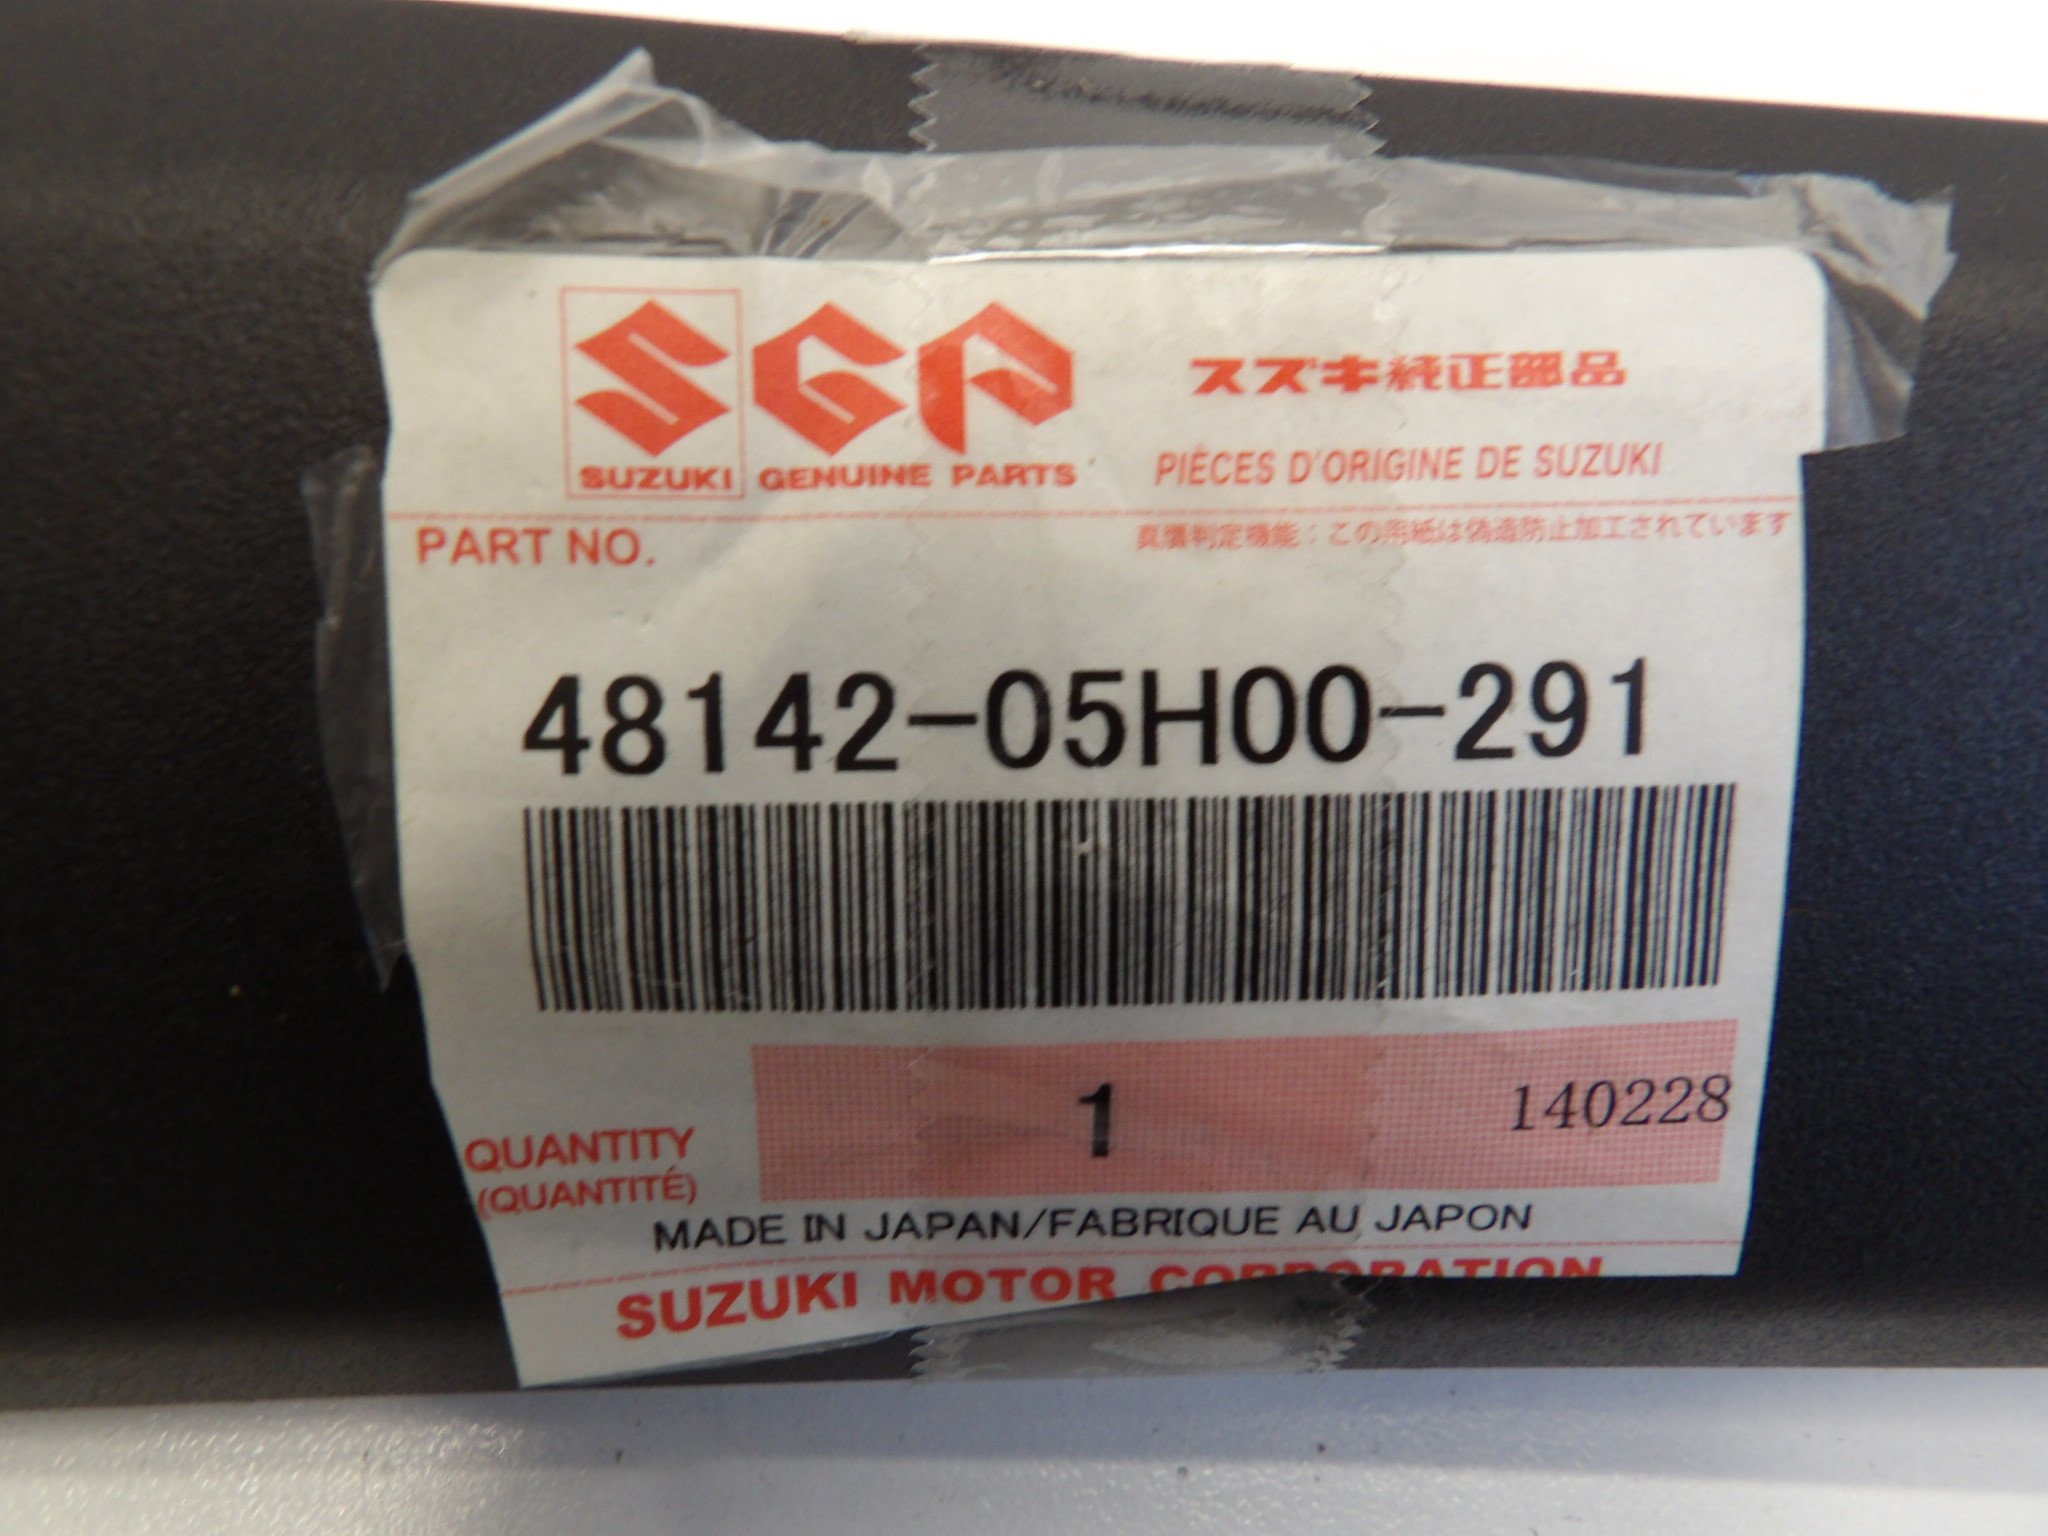 SGP
スズキ純正部品
SUZUKI GENUINE PARTS
PIÈCES D'ORIGINE DE SUZUKI
PART NO.
真贋判定機能:この用紙は偽造防止加工されています
48142-05H00-291
1
140228
QUANTITY
(QUANTITÉ)
MADE IN JAPAN/FABRIQUE AU JAPON
SUZUKI MOTOR CORPORATION